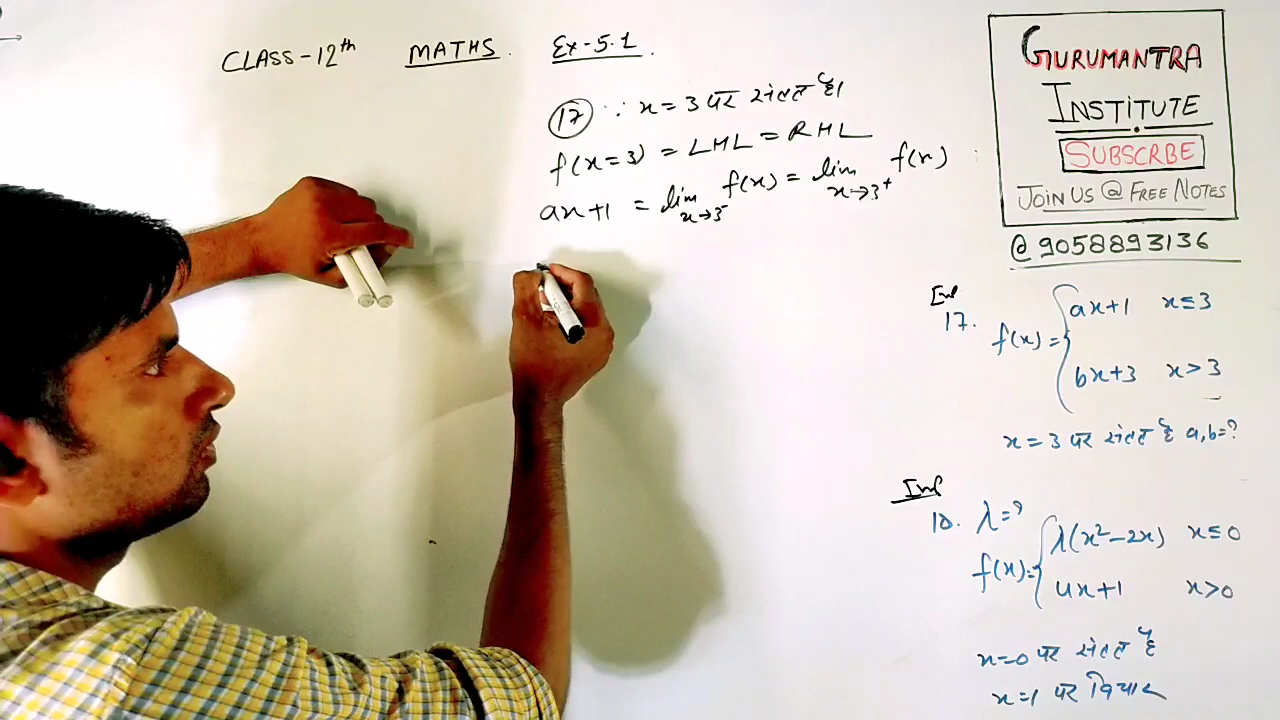 CLASS-12th MATHS. Ex-5.1.
17 ∵ x=3 पर संतत है।
f(x=3) = LHL = RHL
ax+1 = lim x→3⁻ f(x) = lim x→3⁺ f(x)
GURUMANTRA
INSTITUTE
SUBSCRBE
JOIN US @ FREE NOTES
@9058893136
Imp
17. f(x)= { ax+1 x≤3
bx+3 x>3
x=3 पर संतत है a,b=?
Imp
18. λ=?
f(x)= { λ(x²-2x) x≤0
4x+1 x>0
x=0 पर संतत है
x=1 पर विचार